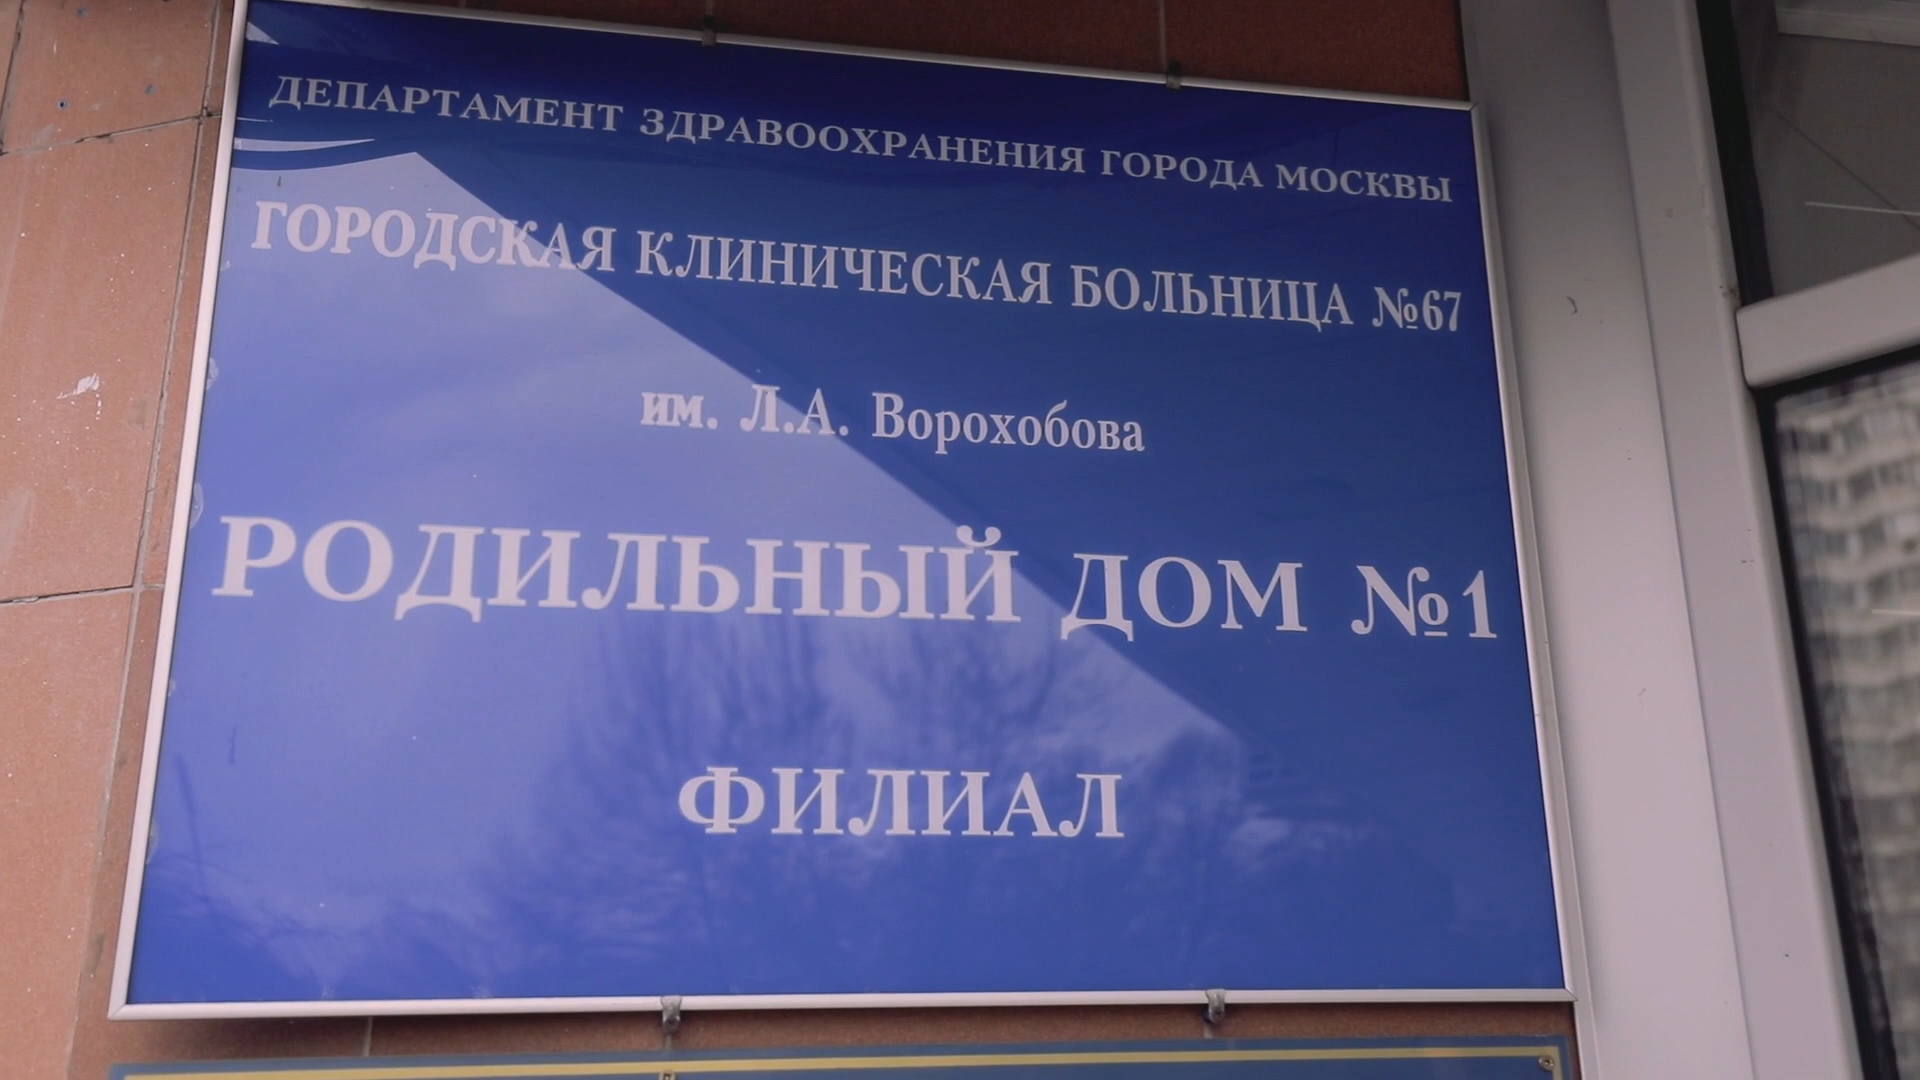 ДЕПАРТАМЕНТ ЗДРАВООХРАНЕНИЯ ГОРОДА МОСКВЫ
ГОРОДСКАЯ КЛИНИЧЕСКАЯ БОЛЬНИЦА №67
им. Л.А. Ворохобова
РОДИЛЬНЫЙ ДОМ №1
ФИЛИАЛ